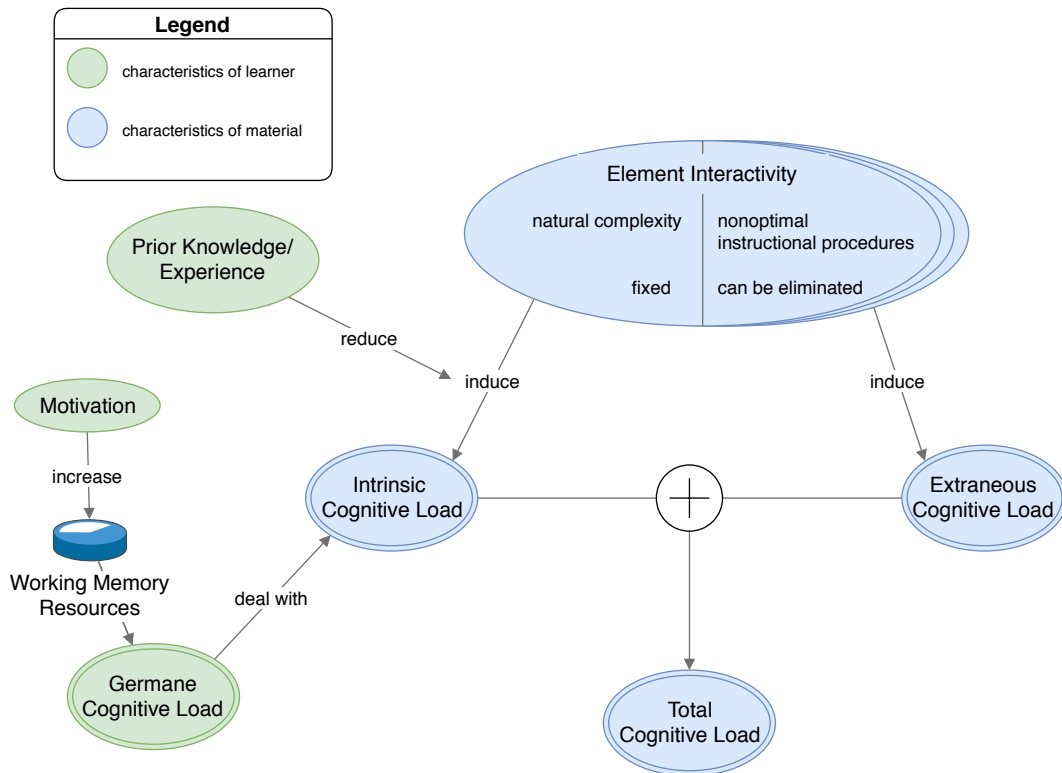 Legend
characteristics of learner
characteristics of material
Element Interactivity
natural complexity
nonoptimal
instructional procedures
fixed
can be eliminated
Prior Knowledge/
Experience
reduce
induce
induce
Motivation
increase
Intrinsic
Cognitive Load
Extraneous
Cognitive Load
Working Memory
Resources
deal with
Germane
Cognitive Load
Total
Cognitive Load